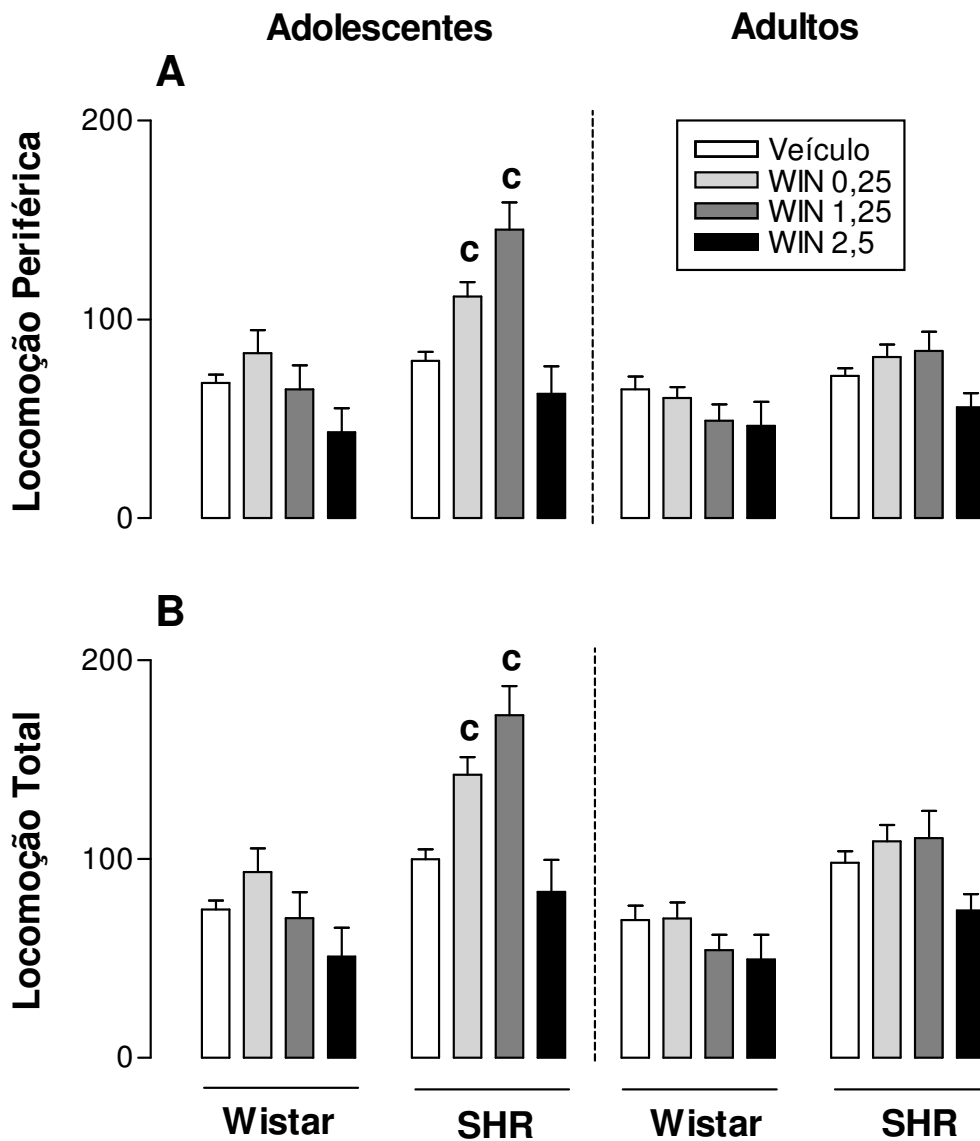 Adolescentes
Adultos
A
Locomoção Periférica
200
100
0
c
c
Veículo
WIN 0,25
WIN 1,25
WIN 2,5
B
Locomoção Total
200
100
0
c
c
Wistar
SHR
Wistar
SHR